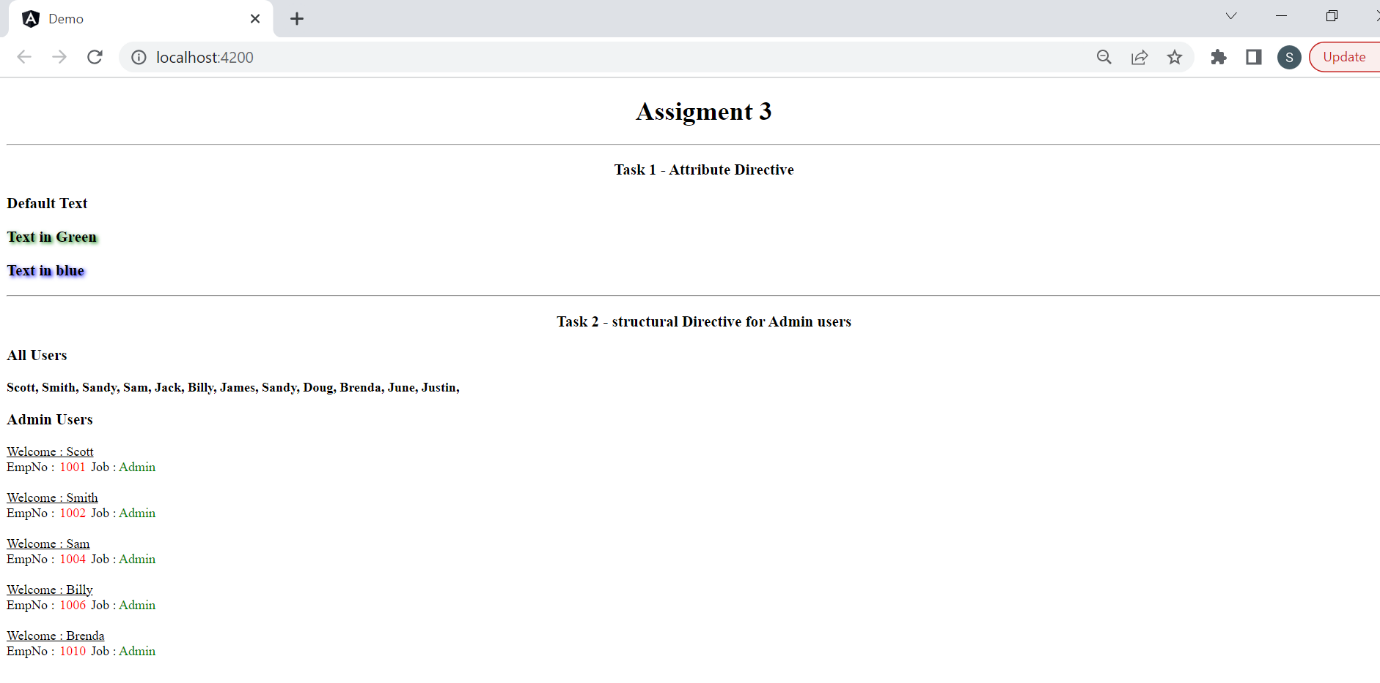 Demo
localhost:4200
S
Update
Assigment 3
Task 1 - Attribute Directive
Default Text
Text in Green
Text in blue
Task 2 - structural Directive for Admin users
All Users
Scott, Smith, Sandy, Sam, Jack, Billy, James, Sandy, Doug, Brenda, June, Justin,
Admin Users
Welcome : Scott
EmpNo : 1001 Job : Admin
Welcome : Smith
EmpNo : 1002 Job : Admin
Welcome : Sam
EmpNo : 1004 Job : Admin
Welcome : Billy
EmpNo : 1006 Job : Admin
Welcome : Brenda
EmpNo : 1010 Job : Admin